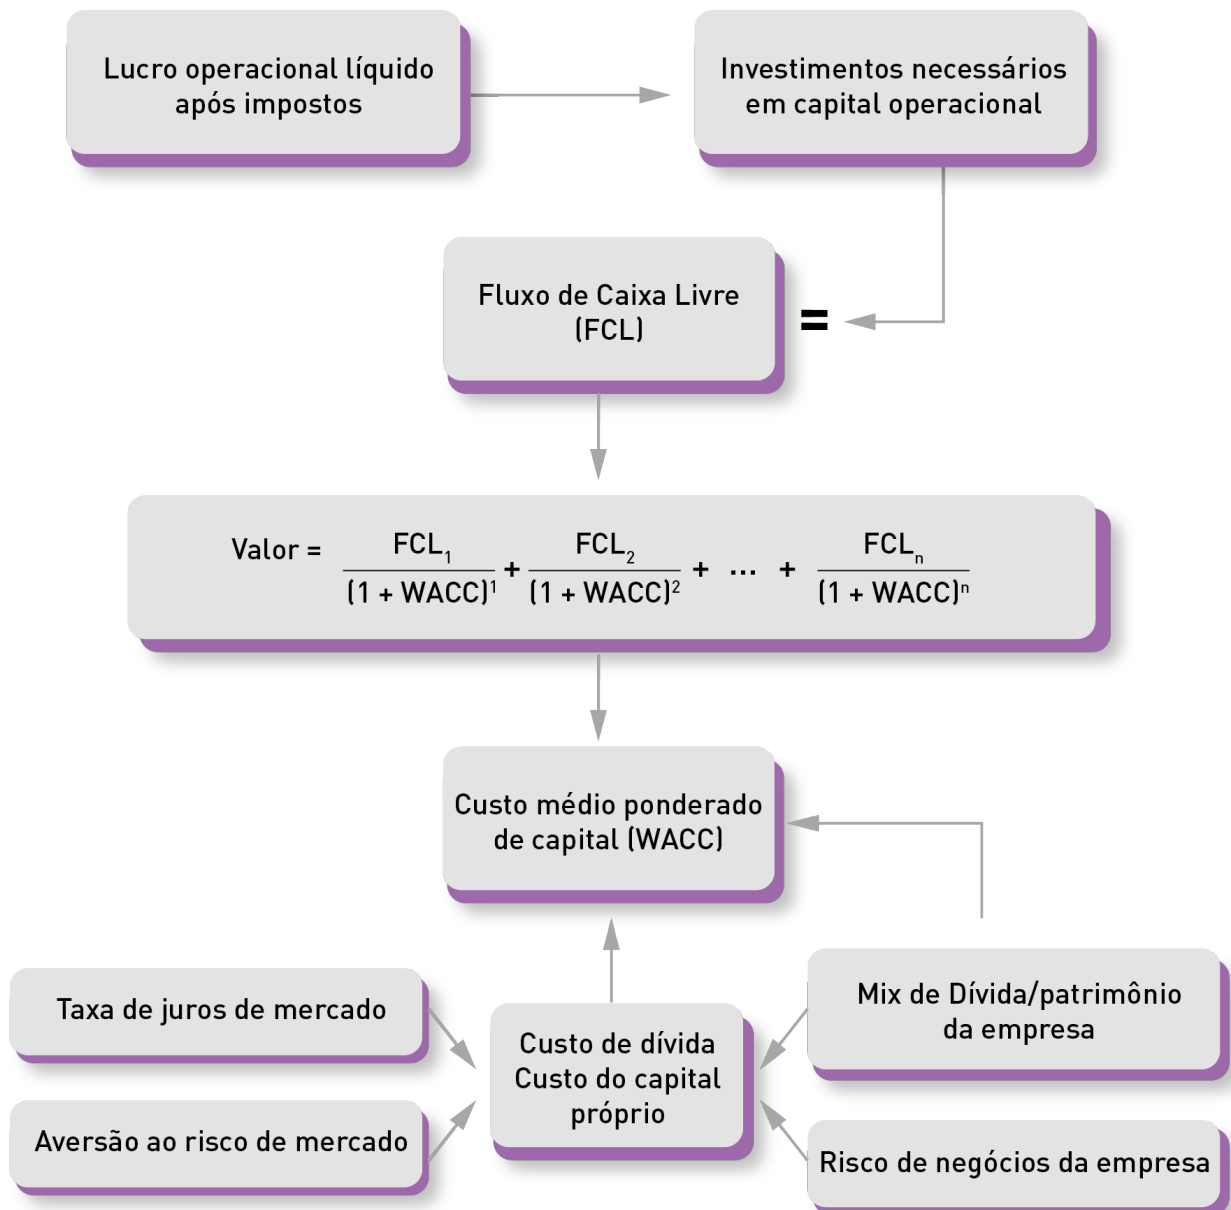 Lucro operacional líquido
após impostos
Investimentos necessários
em capital operacional
Fluxo de Caixa Livre
(FCL)
=
Valor = FCL₁/(1 + WACC)¹ + FCL₂/(1 + WACC)² + ... + FCLₙ/(1 + WACC)ⁿ
Custo médio ponderado
de capital (WACC)
Taxa de juros de mercado
Aversão ao risco de mercado
Custo de dívida
Custo do capital
próprio
Mix de Dívida/patrimônio
da empresa
Risco de negócios da empresa